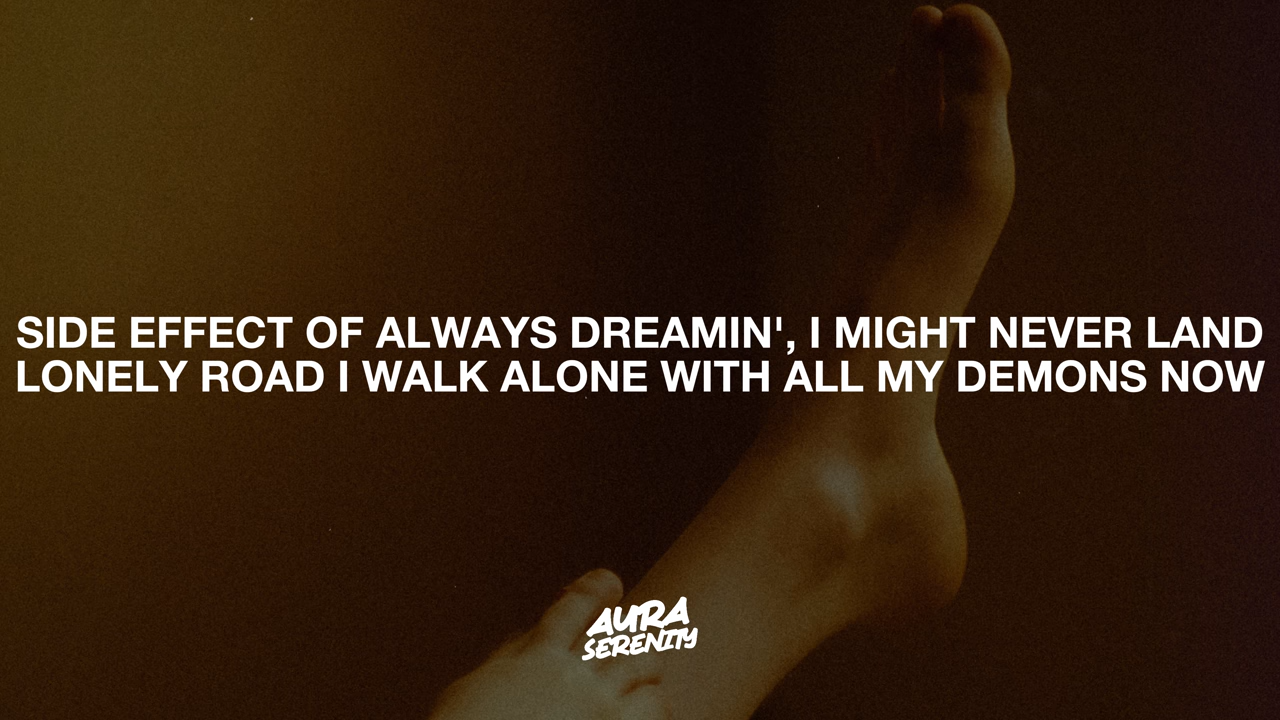 SIDE EFFECT OF ALWAYS DREAMIN', I MIGHT NEVER LAND
LONELY ROAD I WALK ALONE WITH ALL MY DEMONS NOW
AURA
SERENITY